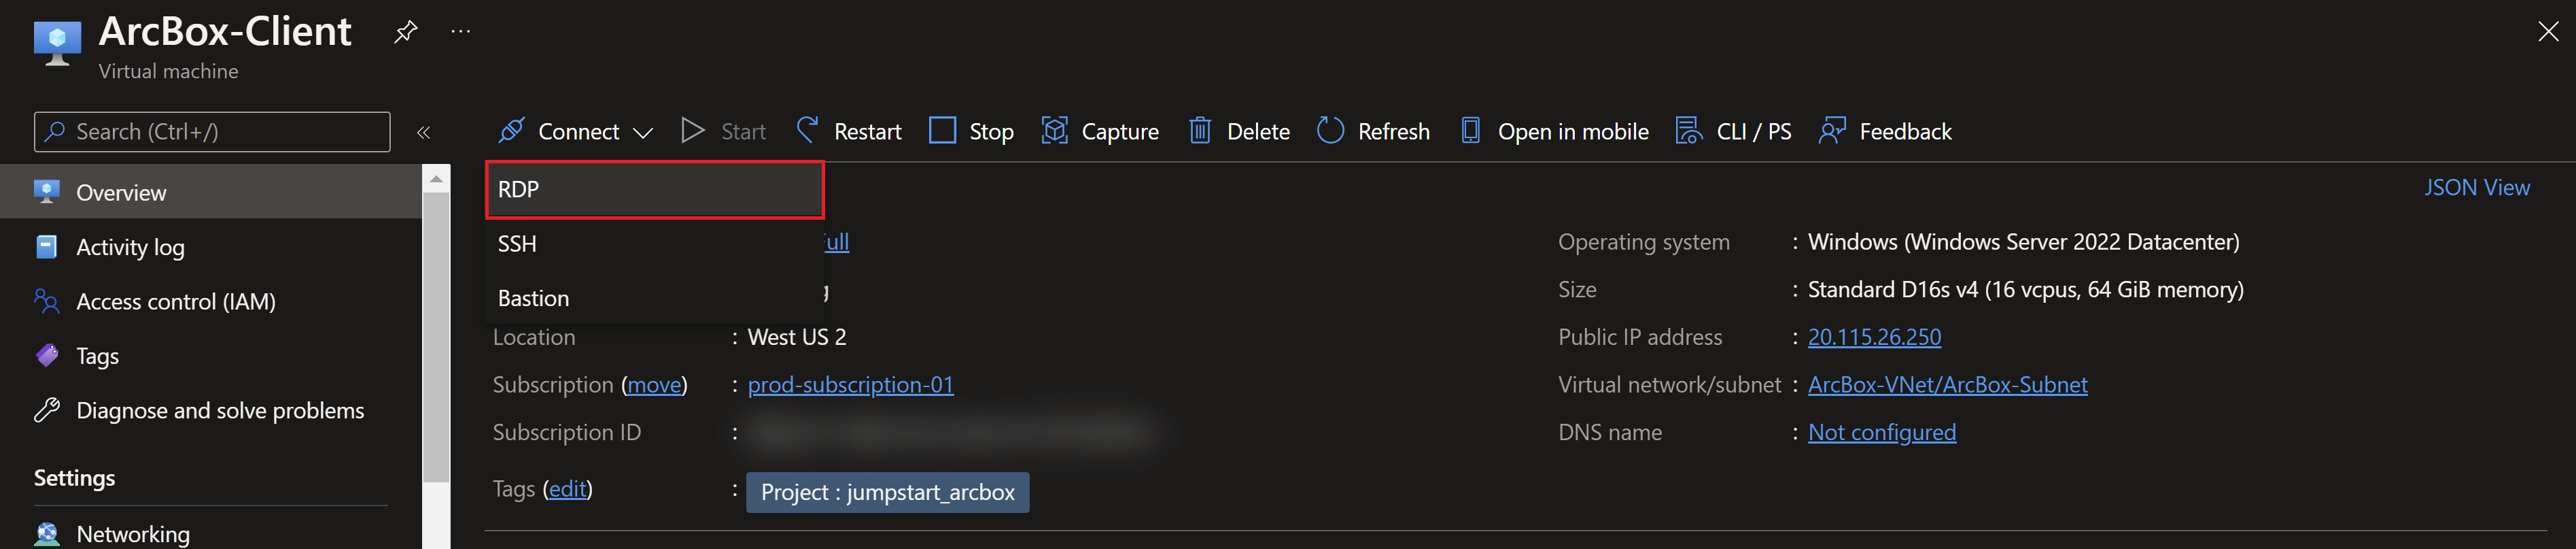 ArcBox-Client
Virtual machine
Search (Ctrl+/)
Connect Start Restart Stop Capture Delete Refresh Open in mobile CLI / PS Feedback
Overview
Activity log
Access control (IAM)
Tags
Diagnose and solve problems
Settings
Networking
RDP
SSH
Bastion
JSON View
Location : West US 2
Subscription (move) : prod-subscription-01
Subscription ID :
Tags (edit) : Project : jumpstart_arcbox
Operating system : Windows (Windows Server 2022 Datacenter)
Size : Standard D16s v4 (16 vcpus, 64 GiB memory)
Public IP address : 20.115.26.250
Virtual network/subnet : ArcBox-VNet/ArcBox-Subnet
DNS name : Not configured